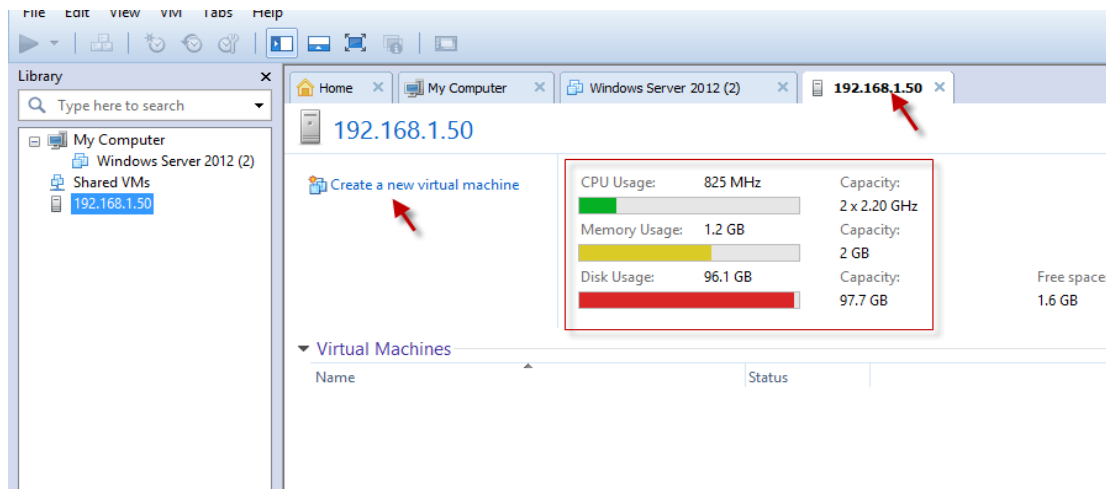 File Edit View VM Tabs Help
Library x
Type here to search
My Computer
Windows Server 2012 (2)
Shared VMs
192.168.1.50
Home × My Computer × Windows Server 2012 (2) × 192.168.1.50 ×
192.168.1.50
Create a new virtual machine
CPU Usage: 825 MHz Capacity:
2 x 2.20 GHz
Memory Usage: 1.2 GB Capacity:
2 GB
Disk Usage: 96.1 GB Capacity: Free space
97.7 GB 1.6 GB
Virtual Machines
Name Status